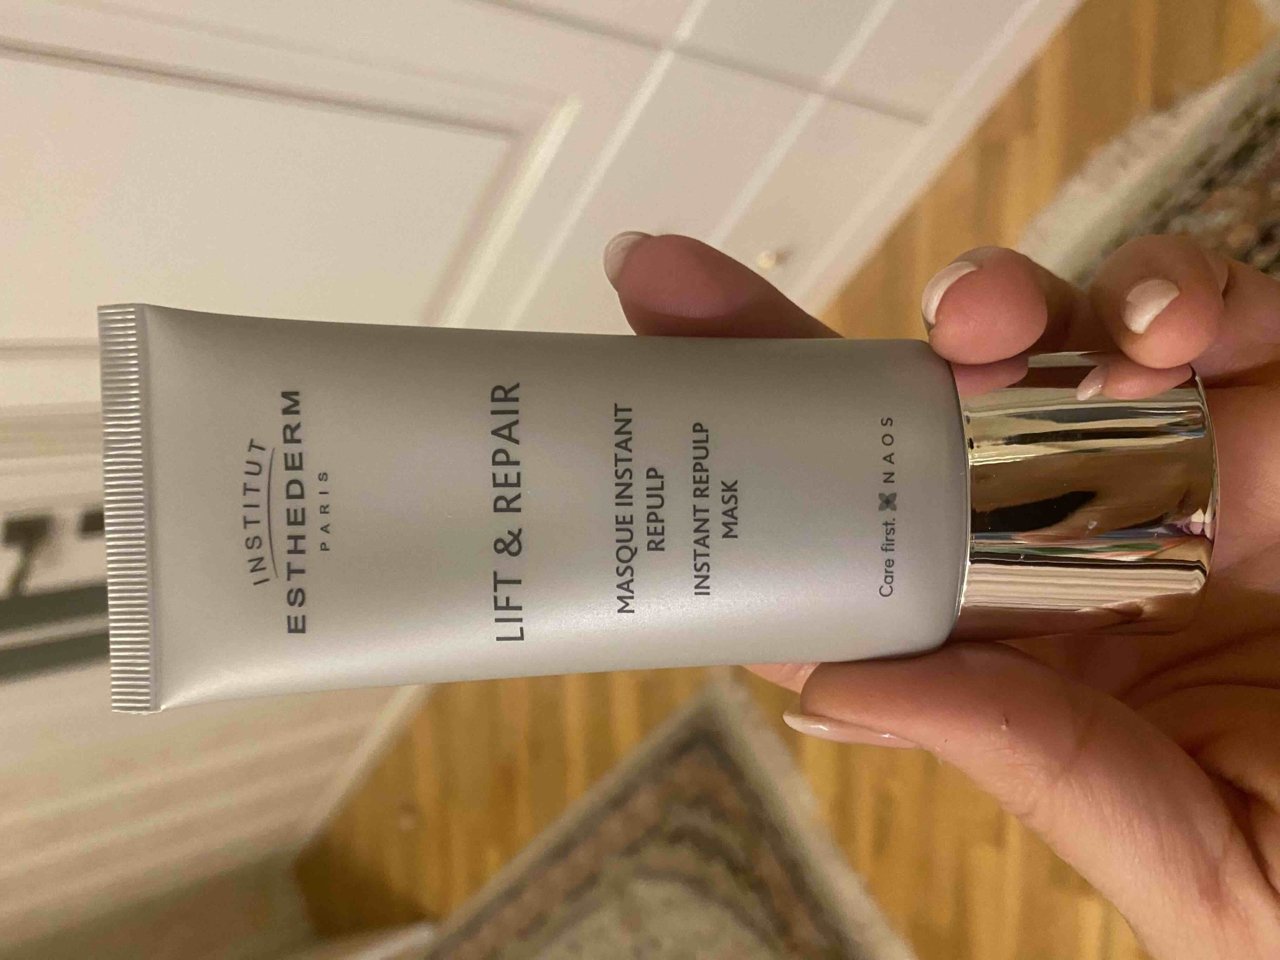 INSTITUT
ESTHEDERM
PARIS
LIFT & REPAIR
MASQUE INSTANT
REPULP
INSTANT REPULP
MASK
Care first. NAOS